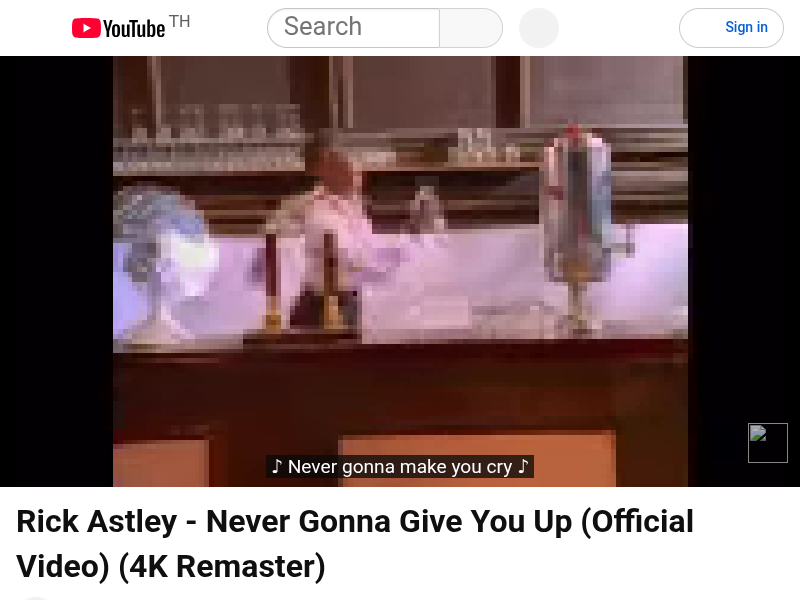 YouTube TH
Search
Sign in
♪ Never gonna make you cry ♪
Rick Astley - Never Gonna Give You Up (Official
Video) (4K Remaster)